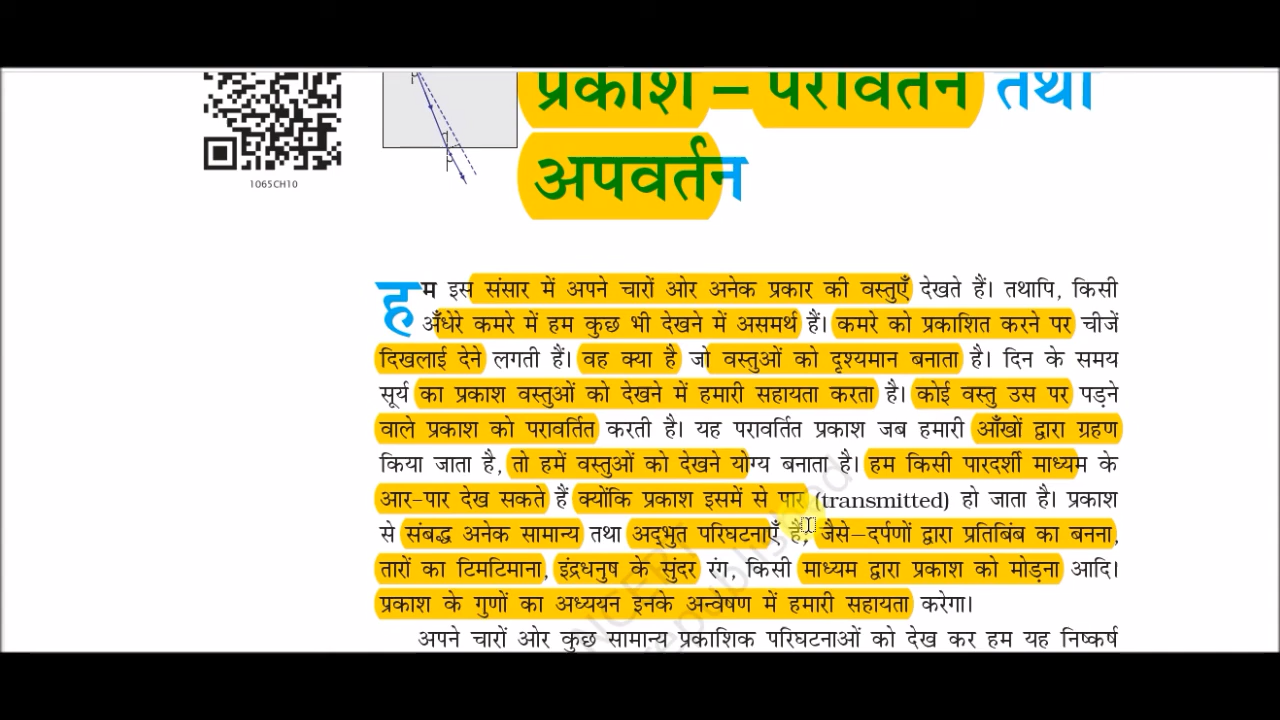 प्रकाश – परावर्तन तथा
1065CH10
अपवर्तन
हम इस संसार में अपने चारों ओर अनेक प्रकार की वस्तुएँ देखते हैं। तथापि, किसी
अँधेरे कमरे में हम कुछ भी देखने में असमर्थ हैं। कमरे को प्रकाशित करने पर चीजें
दिखलाई देने लगती हैं। वह क्या है जो वस्तुओं को दृश्यमान बनाता है। दिन के समय
सूर्य का प्रकाश वस्तुओं को देखने में हमारी सहायता करता है। कोई वस्तु उस पर पड़ने
वाले प्रकाश को परावर्तित करती है। यह परावर्तित प्रकाश जब हमारी आँखों द्वारा ग्रहण
किया जाता है, तो हमें वस्तुओं को देखने योग्य बनाता है। हम किसी पारदर्शी माध्यम के
आर-पार देख सकते हैं क्योंकि प्रकाश इसमें से पार (transmitted) हो जाता है। प्रकाश
से संबद्ध अनेक सामान्य तथा अद्भुत परिघटनाएँ हैं, जैसे–दर्पणों द्वारा प्रतिबिंब का बनना,
तारों का टिमटिमाना, इंद्रधनुष के सुंदर रंग, किसी माध्यम द्वारा प्रकाश को मोड़ना आदि।
प्रकाश के गुणों का अध्ययन इनके अन्वेषण में हमारी सहायता करेगा।
अपने चारों ओर कुछ सामान्य प्रकाशिक परिघटनाओं को देख कर हम यह निष्कर्ष